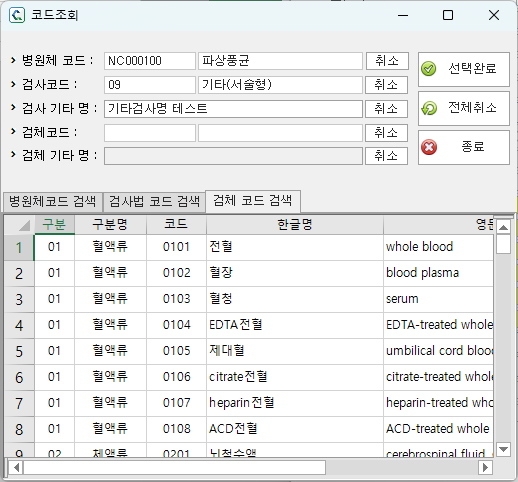 코드조회
병원체 코드 : NC000100 파상풍균 취소
선택완료
검사코드 : 09 기타(서술형) 취소
검사 기타 명 : 기타검사명 테스트 취소
전체취소
검체코드 : 취소
검체 기타 명 : 취소
종료
병원체코드 검색 검사법 코드 검색 검체 코드 검색
구분 구분명 코드 한글명 영문
1 01 혈액류 0101 전혈 whole blood
2 01 혈액류 0102 혈장 blood plasma
3 01 혈액류 0103 혈청 serum
4 01 혈액류 0104 EDTA전혈 EDTA-treated whole
5 01 혈액류 0105 제대혈 umbilical cord blood
6 01 혈액류 0106 citrate전혈 citrate-treated whole
7 01 혈액류 0107 heparin전혈 heparin-treated whole
8 01 혈액류 0108 ACD전혈 ACD-treated whole
9 02 체액류 0201 뇌척수액 cerebrospinal fluid,